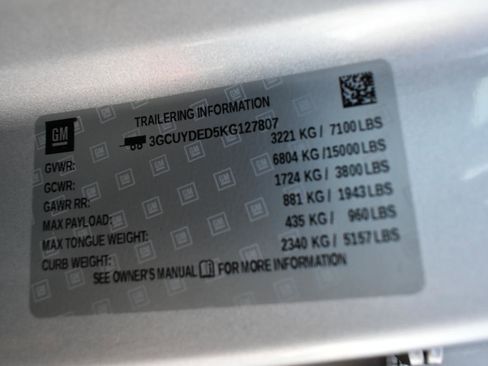 TRAILERING INFORMATION
GM 3GCUYDED5KG127807
GVWR: 3221 KG / 7100 LBS
GCWR: 6804 KG /15000 LBS
GAWR RR: 1724 KG / 3800 LBS
MAX PAYLOAD: 881 KG / 1943 LBS
MAX TONGUE WEIGHT: 435 KG / 960 LBS
CURB WEIGHT: 2340 KG / 5157 LBS
SEE OWNER'S MANUAL FOR MORE INFORMATION